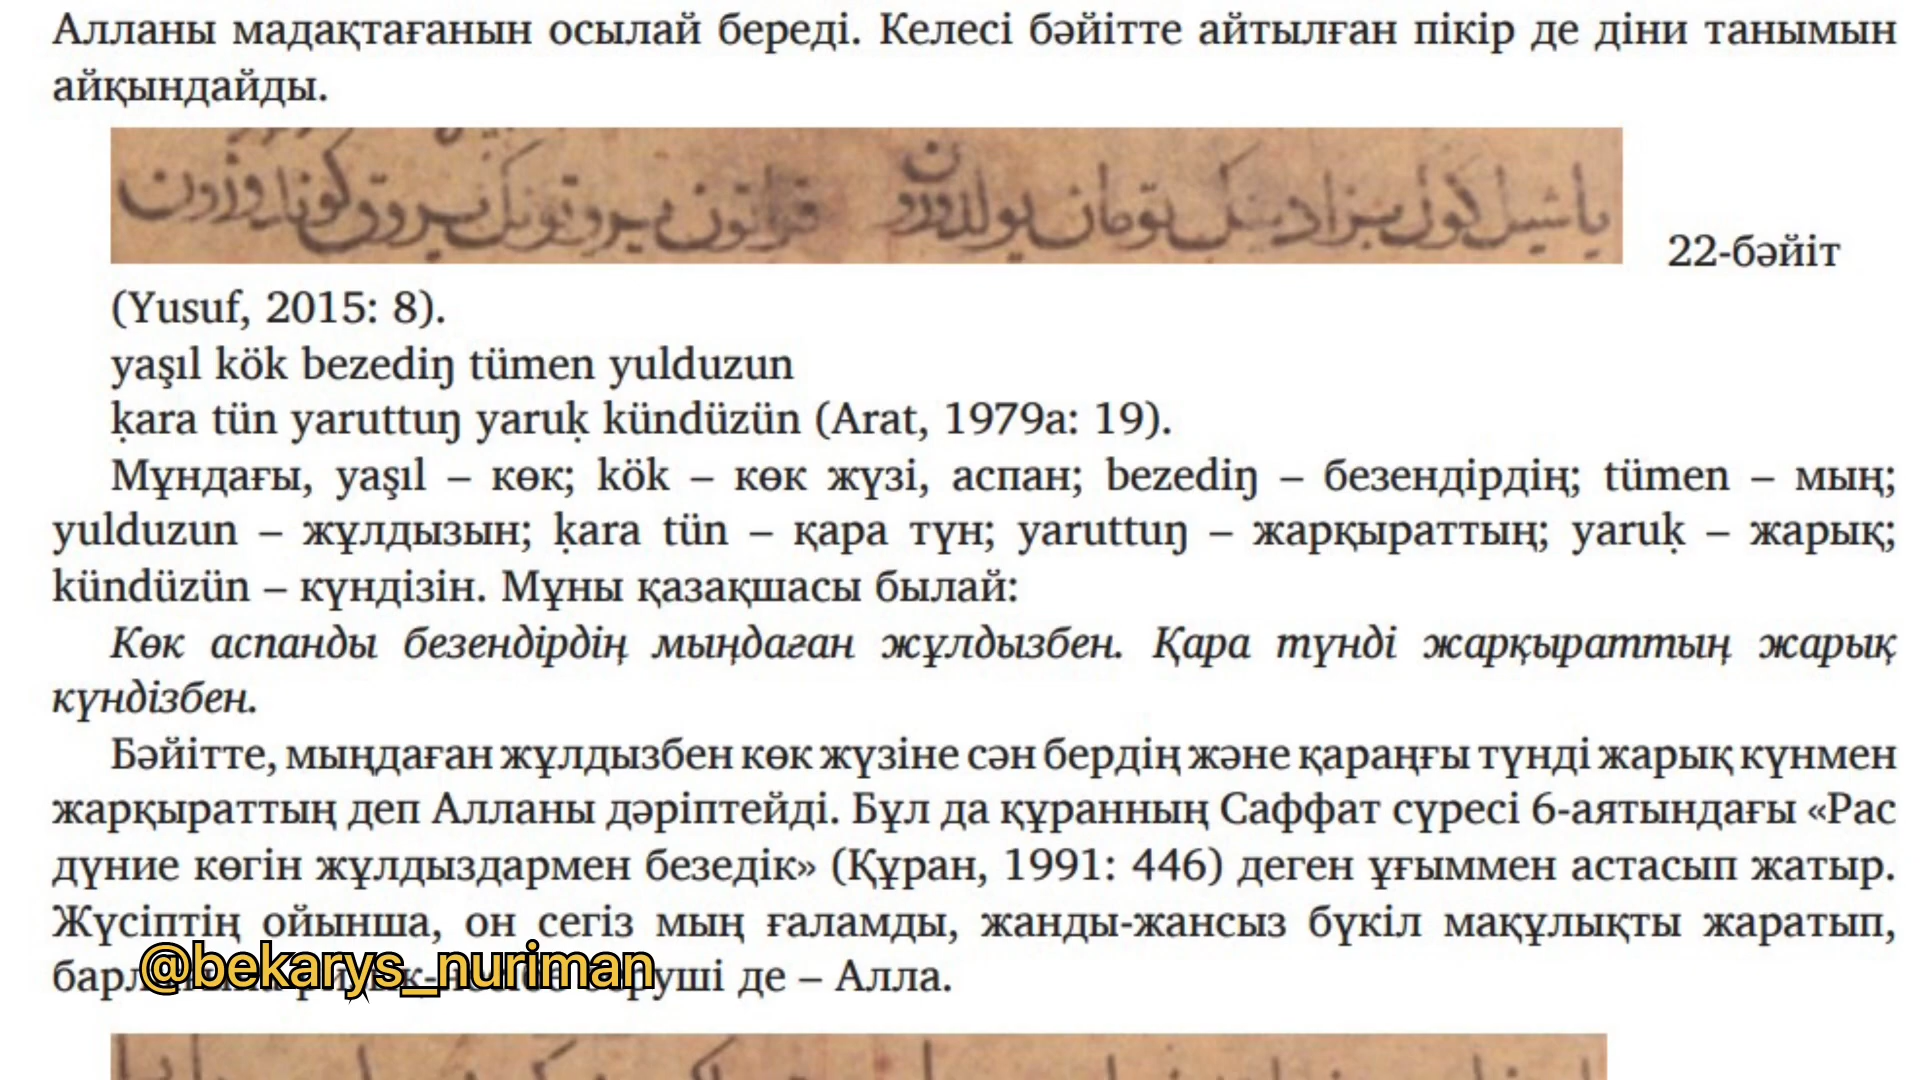 Алланы мадақтағанын осылай береді. Келесі бәйітте айтылған пікір де діни танымын
айқындайды.
22-бәйіт
(Yusuf, 2015: 8).
yaşıl kök bezediŋ tümen yulduzun
ḳara tün yaruttuŋ yaruḳ kündüzün (Arat, 1979a: 19).
Мұндағы, yaşıl – көк; kök – көк жүзі, аспан; bezediŋ – безендірдің; tümen – мың;
yulduzun – жұлдызын; ḳara tün – қара түн; yaruttuŋ – жарқыраттың; yaruḳ – жарық;
kündüzün – күндізін. Мұны қазақшасы былай:
Көк аспанды безендірдің мыңдаған жұлдызбен. Қара түнді жарқыраттың жарық
күндізбен.
Бәйітте, мыңдаған жұлдызбен көк жүзіне сән бердің және қараңғы түнді жарық күнмен
жарқыраттың деп Алланы дәріптейді. Бұл да құранның Саффат сүресі 6-аятындағы «Рас
дүние көгін жұлдыздармен безедік» (Құран, 1991: 446) деген ұғыммен астасып жатыр.
Жүсіптің ойынша, он сегіз мың ғаламды, жанды-жансыз бүкіл мақұлықты жаратып,
де – Алла.
@bekarys_nuriman